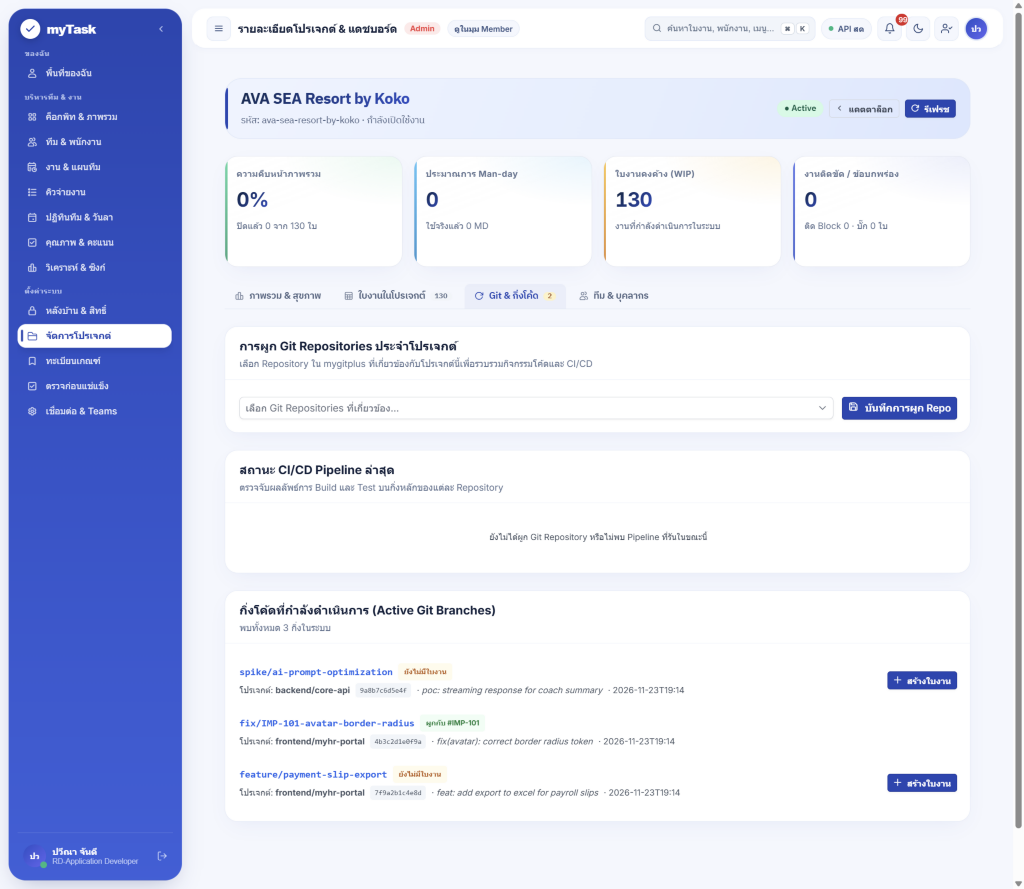 myTask
ของฉัน
พื้นที่ของฉัน
บริหารทีม & งาน
ค็อกพิท & ภาพรวม
ทีม & พนักงาน
งาน & แผนทีม
คิวจ่ายงาน
ปฏิทินทีม & วันลา
คุณภาพ & คะแนน
วิเคราะห์ & ซิงก์
ตั้งค่าระบบ
หลังบ้าน & สิทธิ์
จัดการโปรเจกต์
ทะเบียนเกณฑ์
ตรวจก่อนแช่แข็ง
เชื่อมต่อ & Teams
ปว
ปวีณา จันดี
RD-Application Developer
รายละเอียดโปรเจกต์ & แดชบอร์ด Admin ดูในมุม Member
ค้นหาใบงาน, พนักงาน, เมนู... ⌘ K
API สด
99
ปว
AVA SEA Resort by Koko
รหัส: ava-sea-resort-by-koko · กำลังเปิดใช้งาน
Active
แคตตาล็อก
รีเฟรช
ความคืบหน้าภาพรวม
0%
ปิดแล้ว 0 จาก 130 ใบ
ประมาณการ Man-day
0
ใช้จริงแล้ว 0 MD
ใบงานคงค้าง (WIP)
130
งานที่กำลังดำเนินการในระบบ
งานติดขัด / ข้อบกพร่อง
0
ติด Block 0 · บั๊ก 0 ใบ
ภาพรวม & สุขภาพ
ใบงานในโปรเจกต์ 130
Git & กิ่งโค้ด 2
ทีม & บุคลากร
การผูก Git Repositories ประจำโปรเจกต์
เลือก Repository ใน mygitplus ที่เกี่ยวข้องกับโปรเจกต์นี้เพื่อรวบรวมกิจกรรมโค้ดและ CI/CD
เลือก Git Repositories ที่เกี่ยวข้อง...
บันทึกการผูก Repo
สถานะ CI/CD Pipeline ล่าสุด
ตรวจจับผลลัพธ์การ Build และ Test บนกิ่งหลักของแต่ละ Repository
ยังไม่ได้ผูก Git Repository หรือไม่พบ Pipeline ที่รันในขณะนี้
กิ่งโค้ดที่กำลังดำเนินการ (Active Git Branches)
พบทั้งหมด 3 กิ่งในระบบ
spike/ai-prompt-optimization ยังไม่มีใบงาน
โปรเจกต์: backend/core-api 9a8b7c6d5e4f · poc: streaming response for coach summary · 2026-11-23T19:14
สร้างใบงาน
fix/IMP-101-avatar-border-radius ผูกกับ #IMP-101
โปรเจกต์: frontend/myhr-portal 4b3c2d1e0f9a · fix(avatar): correct border radius token · 2026-11-23T19:14
feature/payment-slip-export ยังไม่มีใบงาน
โปรเจกต์: frontend/myhr-portal 7f9a2b1c4e8d · feat: add export to excel for payroll slips · 2026-11-23T19:14
สร้างใบงาน